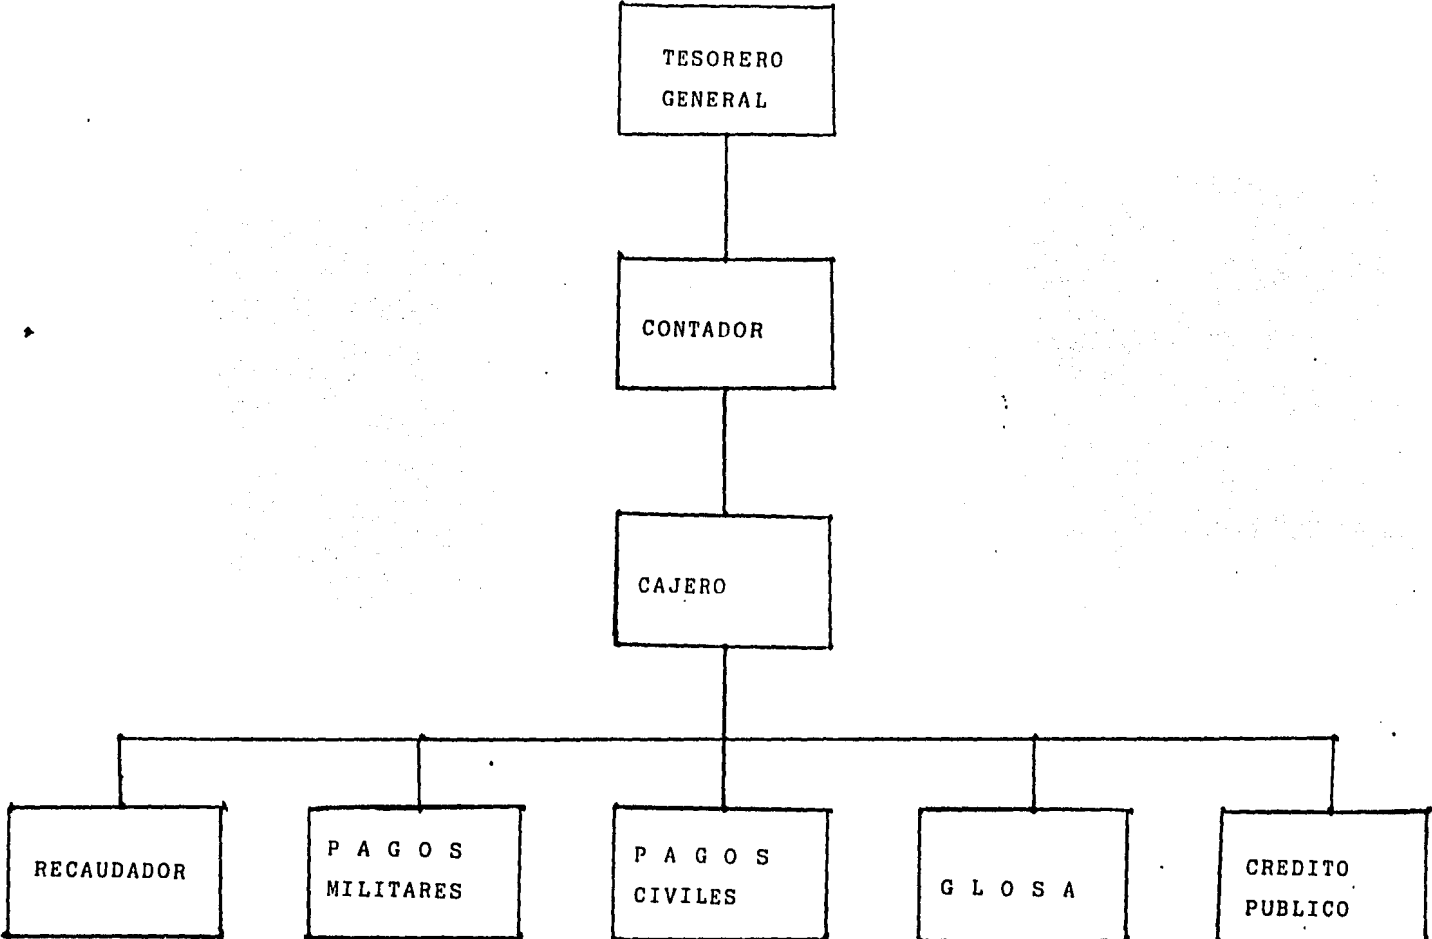 TESORERO
GENERAL
CONTADOR
CAJERO
RECAUDADOR
P A G O S
MILITARES
P A G O S
CIVILES
G L O S A
CREDITO
PUBLICO